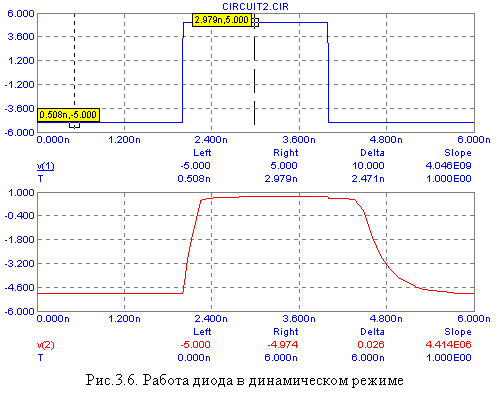 CIRCUIT2.CIR
6.000
3.600
1.200
-1.200
-3.600
-6.000
2.979n,5.000
0.508n,-5.000
0.000n 1.200n 2.400n 3.600n 4.800n 6.000n
Left Right Delta Slope
v(1) -5.000 5.000 10.000 4.046E09
T 0.508n 2.979n 2.471n 1.000E00
1.000
-0.400
-1.800
-3.200
-4.600
-6.000
0.000n 1.200n 2.400n 3.600n 4.800n 6.000n
Left Right Delta Slope
v(2) -5.000 -4.974 0.026 4.414E06
T 0.000n 6.000n 6.000n 1.000E00
Рис.3.6. Работа диода в динамическом режиме